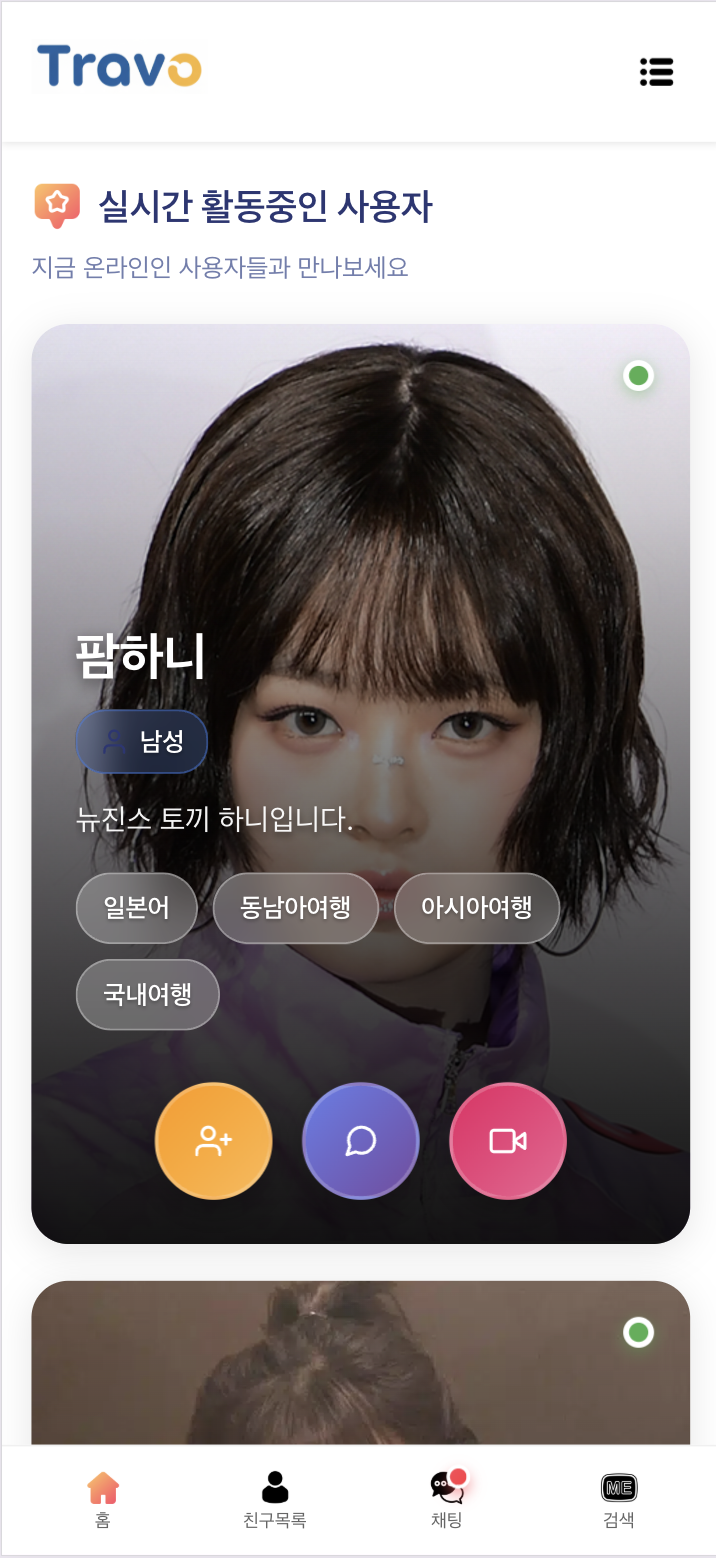 Travo
실시간 활동중인 사용자
지금 온라인인 사용자들과 만나보세요
팜하니
남성
뉴진스 토끼 하니입니다.
일본어 동남아여행 아시아여행
국내여행
홈 친구목록 채팅 ME 검색